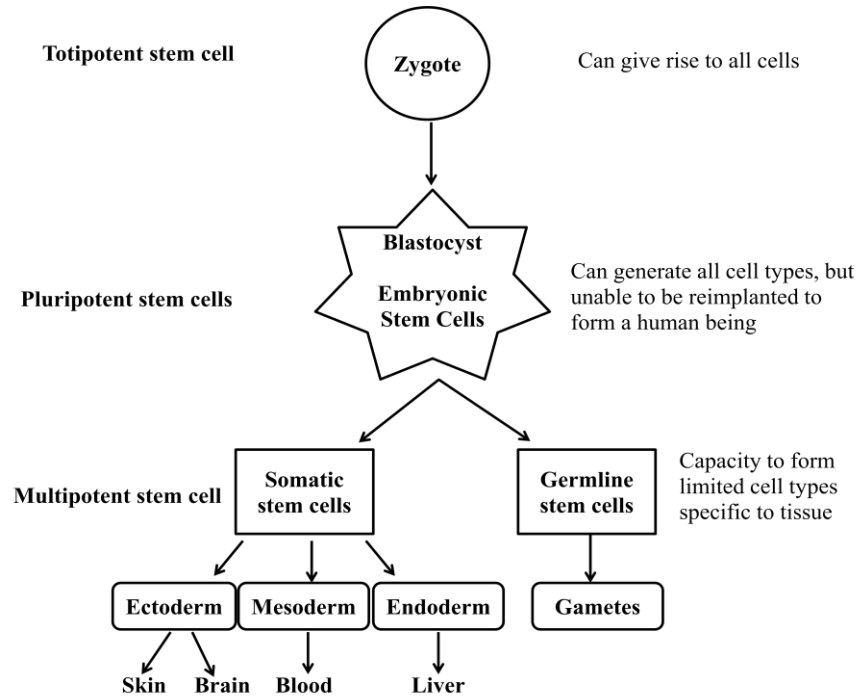 Totipotent stem cell
Zygote
Can give rise to all cells
Pluripotent stem cells
Blastocyst
Embryonic
Stem Cells
Can generate all cell types, but
unable to be reimplanted to
form a human being
Multipotent stem cell
Somatic
stem cells
Germline
stem cells
Capacity to form
limited cell types
specific to tissue
Ectoderm
Mesoderm
Endoderm
Gametes
Skin
Brain
Blood
Liver